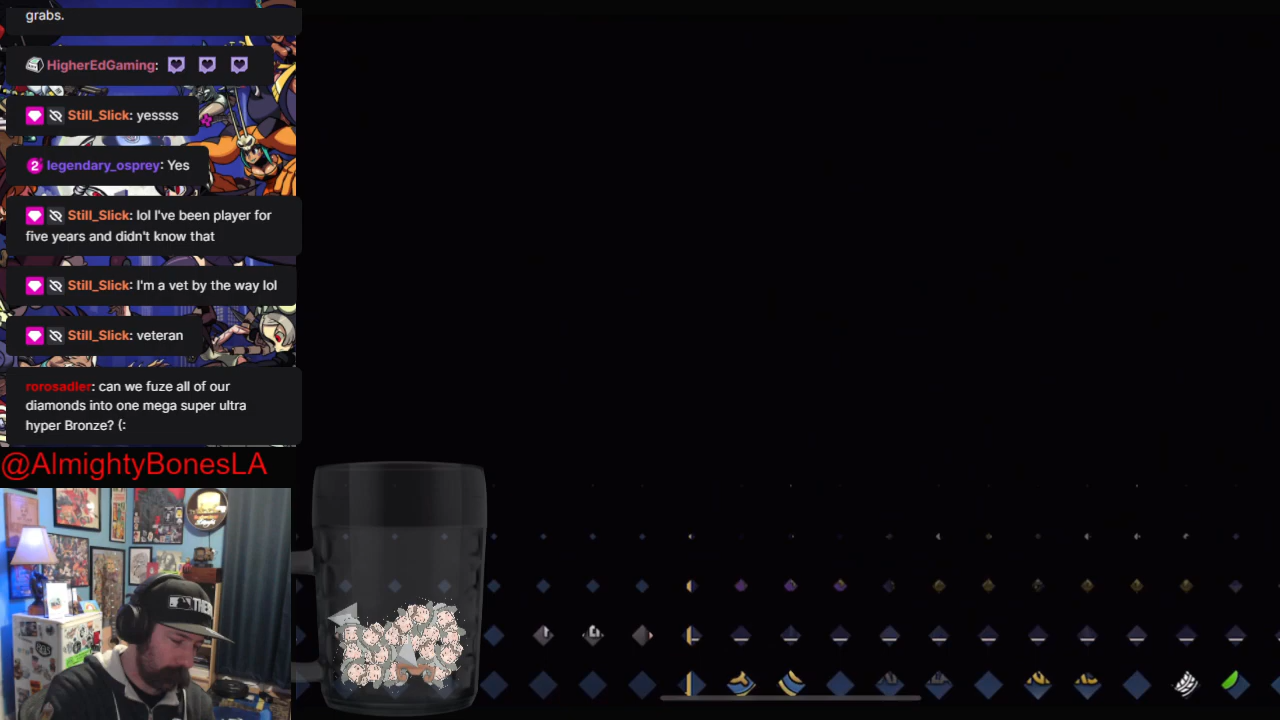 grabs.
HigherEdGaming:
Still_Slick: yessss
2 legendary_osprey: Yes
Still_Slick: lol I've been player for
five years and didn't know that
Still_Slick: I'm a vet by the way lol
Still_Slick: veteran
rorosadler: can we fuze all of our
diamonds into one mega super ultra
hyper Bronze? (:
@AlmightyBonesLA